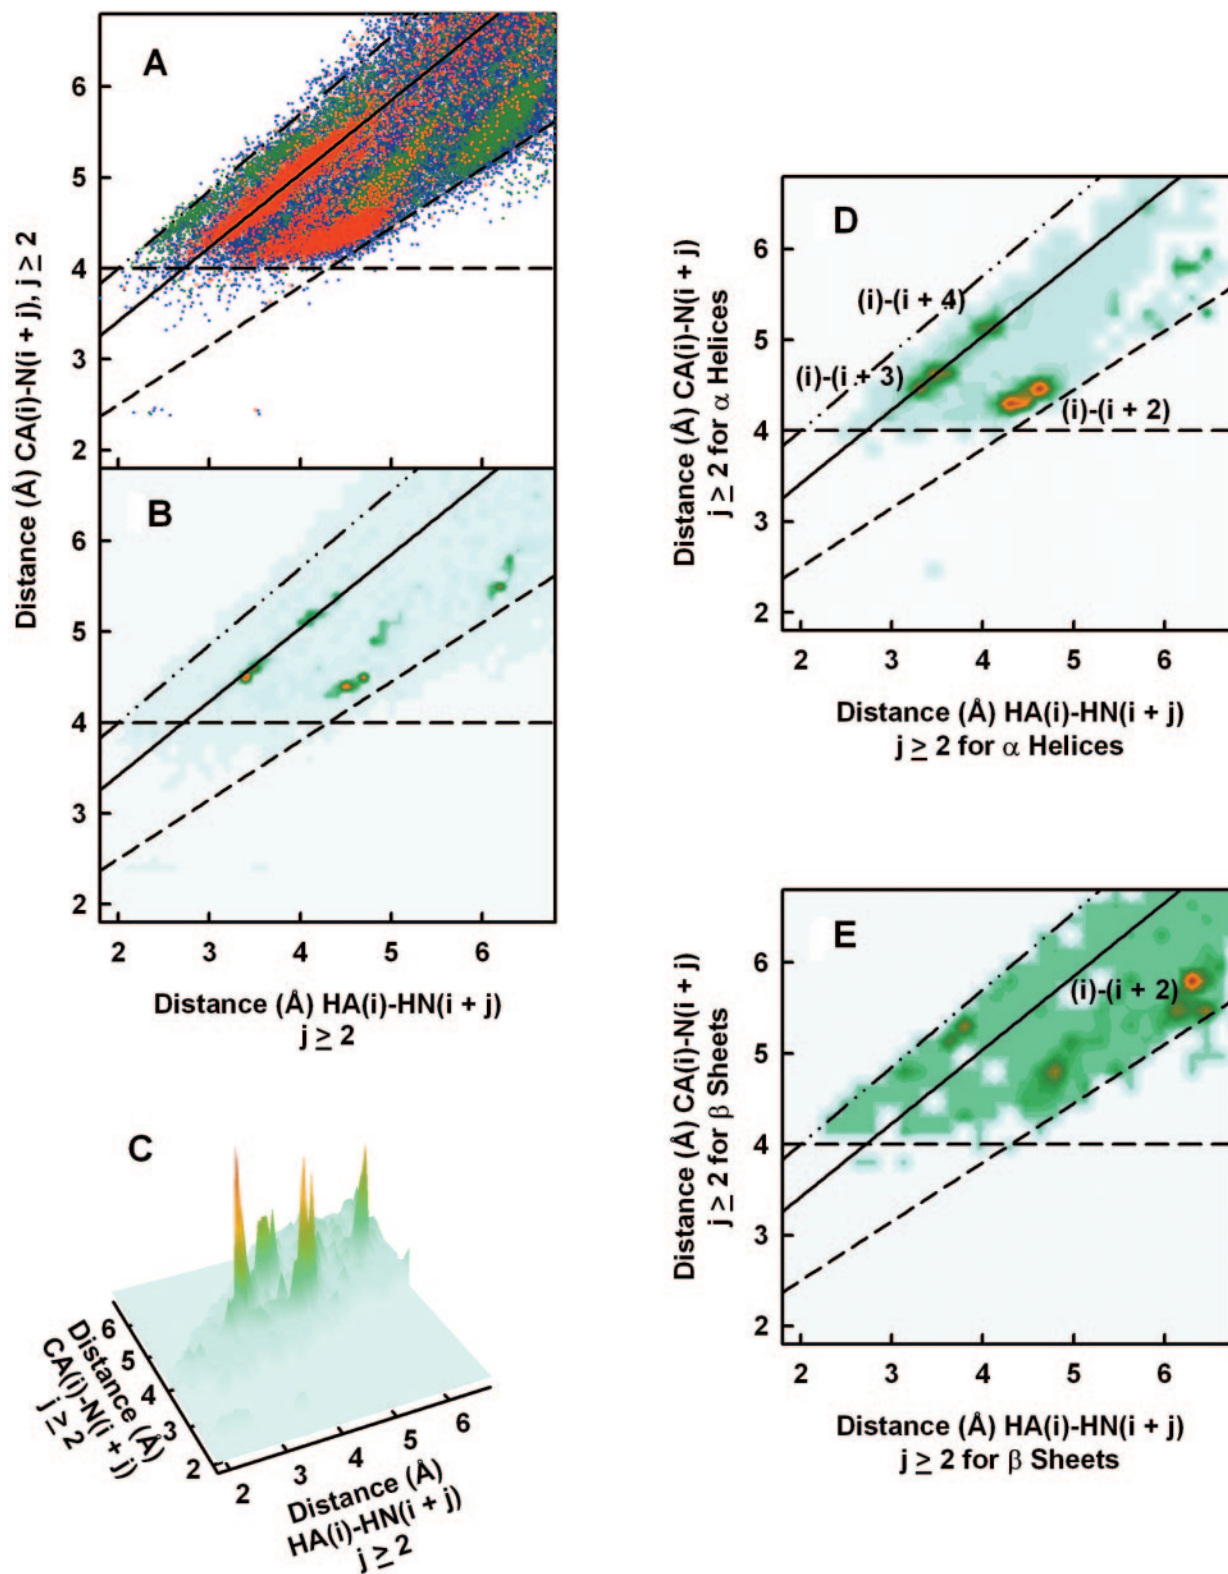 A
6
5
4
3
2
Distance (Å) CA(i)-N(i + j), j ≥ 2
B
6
5
4
3
2
2 3 4 5 6
Distance (Å) HA(i)-HN(i + j)
j ≥ 2
C
6
5
4
3
2
Distance (Å)
CA(i)-N(i + j)
j ≥ 2
2 3 4 5 6
Distance (Å)
HA(i)-HN(i + j)
j ≥ 2
D
(i)-(i + 4)
(i)-(i + 3)
(i)-(i + 2)
6
5
4
3
2
Distance (Å) CA(i)-N(i + j)
j ≥ 2 for α Helices
2 3 4 5 6
Distance (Å) HA(i)-HN(i + j)
j ≥ 2 for α Helices
E
(i)-(i + 2)
6
5
4
3
2
Distance (Å) CA(i)-N(i + j)
j ≥ 2 for β Sheets
2 3 4 5 6
Distance (Å) HA(i)-HN(i + j)
j ≥ 2 for β Sheets